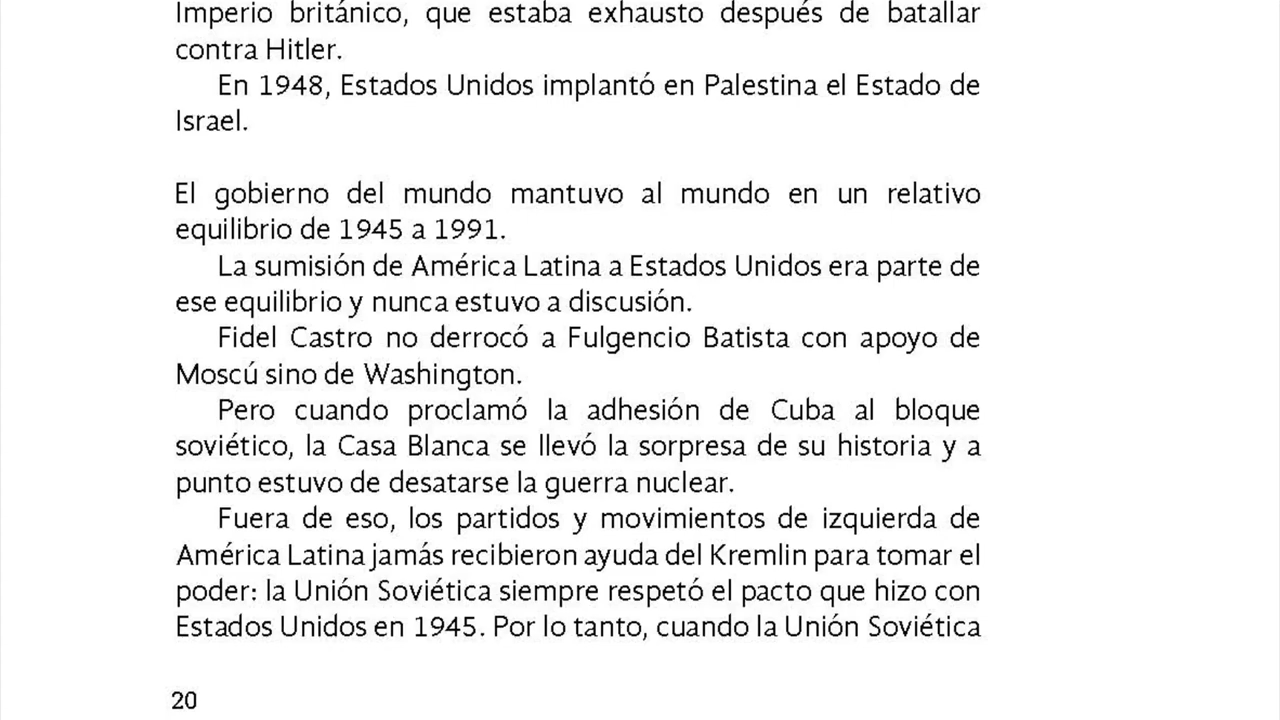 Imperio británico, que estaba exhausto después de batallar
contra Hitler.
En 1948, Estados Unidos implantó en Palestina el Estado de
Israel.
El gobierno del mundo mantuvo al mundo en un relativo
equilibrio de 1945 a 1991.
La sumisión de América Latina a Estados Unidos era parte de
ese equilibrio y nunca estuvo a discusión.
Fidel Castro no derrocó a Fulgencio Batista con apoyo de
Moscú sino de Washington.
Pero cuando proclamó la adhesión de Cuba al bloque
soviético, la Casa Blanca se llevó la sorpresa de su historia y a
punto estuvo de desatarse la guerra nuclear.
Fuera de eso, los partidos y movimientos de izquierda de
América Latina jamás recibieron ayuda del Kremlin para tomar el
poder: la Unión Soviética siempre respetó el pacto que hizo con
Estados Unidos en 1945. Por lo tanto, cuando la Unión Soviética
20